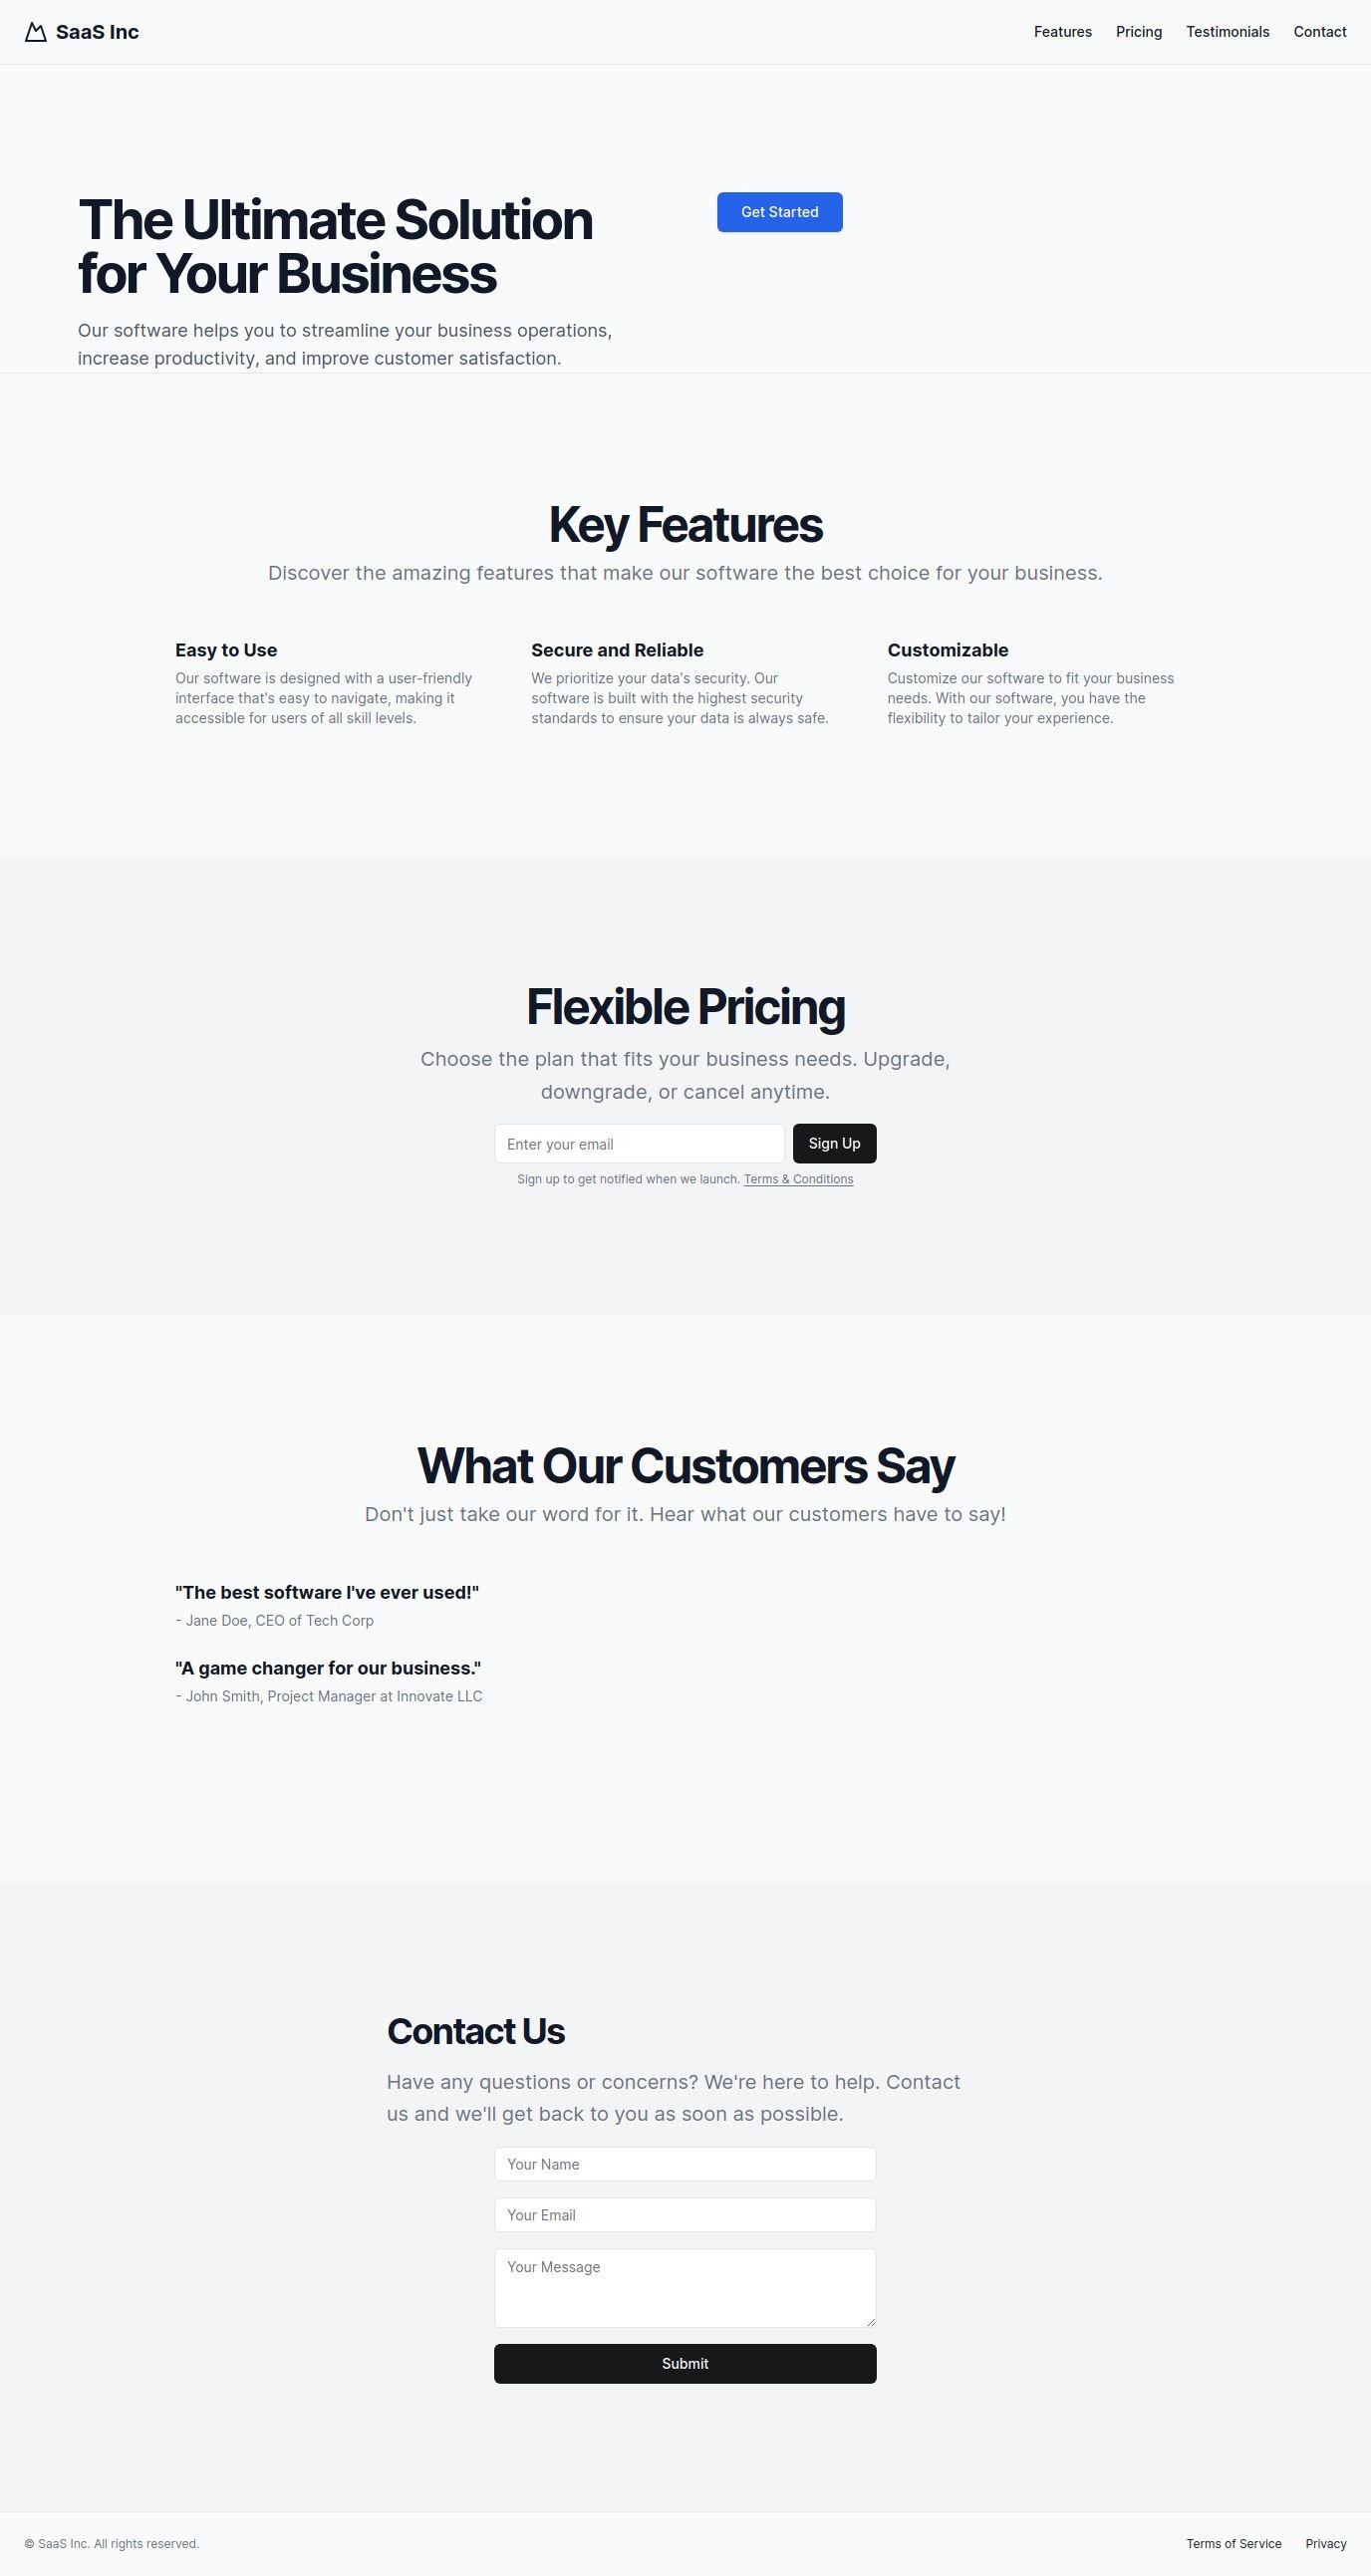 SaaS Inc
Features
Pricing
Testimonials
Contact
The Ultimate Solution
for Your Business
Our software helps you to streamline your business operations,
increase productivity, and improve customer satisfaction.
Get Started
Key Features
Discover the amazing features that make our software the best choice for your business.
Easy to Use
Our software is designed with a user-friendly
interface that's easy to navigate, making it
accessible for users of all skill levels.
Secure and Reliable
We prioritize your data's security. Our
software is built with the highest security
standards to ensure your data is always safe.
Customizable
Customize our software to fit your business
needs. With our software, you have the
flexibility to tailor your experience.
Flexible Pricing
Choose the plan that fits your business needs. Upgrade,
downgrade, or cancel anytime.
Enter your email
Sign Up
Sign up to get notified when we launch. Terms & Conditions
What Our Customers Say
Don't just take our word for it. Hear what our customers have to say!
"The best software I've ever used!"
- Jane Doe, CEO of Tech Corp
"A game changer for our business."
- John Smith, Project Manager at Innovate LLC
Contact Us
Have any questions or concerns? We're here to help. Contact
us and we'll get back to you as soon as possible.
Your Name
Your Email
Your Message
Submit
© SaaS Inc. All rights reserved.
Terms of Service
Privacy